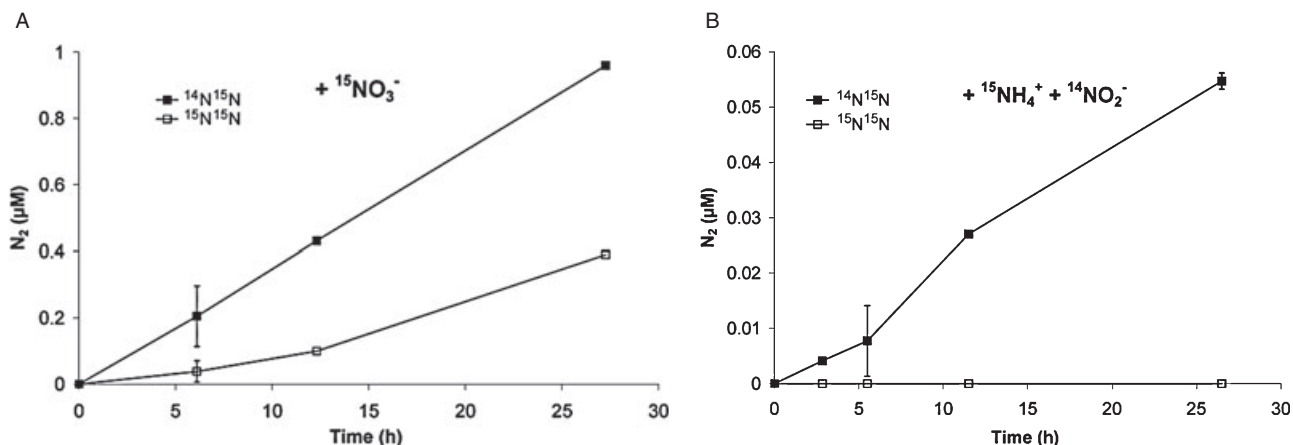 A
N₂ (µM)
1
0.8
0.6
0.4
0.2
0
¹⁴N¹⁵N
¹⁵N¹⁵N
+ ¹⁵NO₃⁻
0 5 10 15 20 25 30
Time (h)
B
N₂ (µM)
0.06
0.05
0.04
0.03
0.02
0.01
0
¹⁴N¹⁵N
¹⁵N¹⁵N
+ ¹⁵NH₄⁺ + ¹⁴NO₂⁻
0 5 10 15 20 25 30
Time (h)